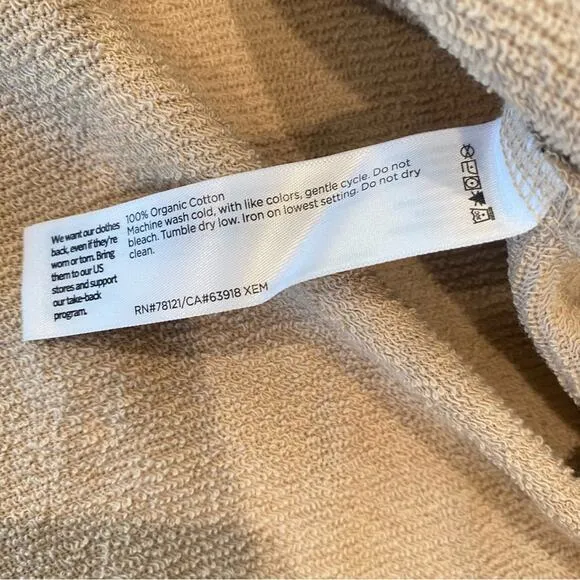 We want our clothes
back, even if they're
worn or torn. Bring
them to our US
stores and support
our take-back
program.
100% Organic Cotton
Machine wash cold, with like colors, gentle cycle. Do not
bleach. Tumble dry low. Iron on lowest setting. Do not dry
clean.
RN#78121/CA#63918 XEM